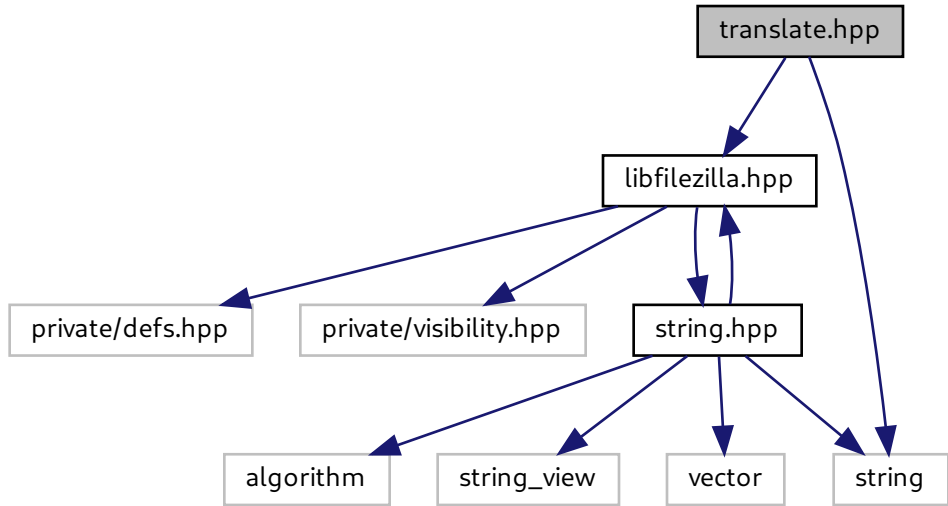 translate.hpp
libfilezilla.hpp
private/defs.hpp
private/visibility.hpp
string.hpp
algorithm
string_view
vector
string